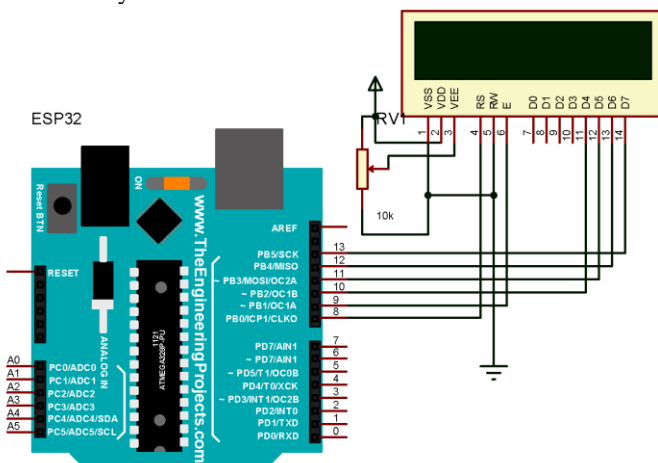 ESP32
RV1
10k
VSS
VDD
VEE
RS
RW
E
D0
D1
D2
D3
D4
D5
D6
D7
1
2
3
4
5
6
7
8
9
10
11
12
13
14
Reset BTN
ON
www.TheEngineeringProjects.com
RESET
ANALOG IN
1121
ATMEGA328P-PU
AREF
PB5/SCK 13
PB4/MISO 12
~ PB3/MOSI/OC2A 11
~ PB2/OC1B 10
~ PB1/OC1A 9
PB0/ICP1/CLKO 8
PD7/AIN1 7
~ PD7/AIN1 6
~ PD5/T1/OC0B 5
PD4/T0/XCK 4
~ PD3/INT1/OC2B 3
PD2/INT0 2
PD1/TXD 1
PD0/RXD 0
A0 PC0/ADC0
A1 PC1/ADC1
A2 PC2/ADC2
A3 PC3/ADC3
A4 PC4/ADC4/SDA
A5 PC5/ADC5/SCL